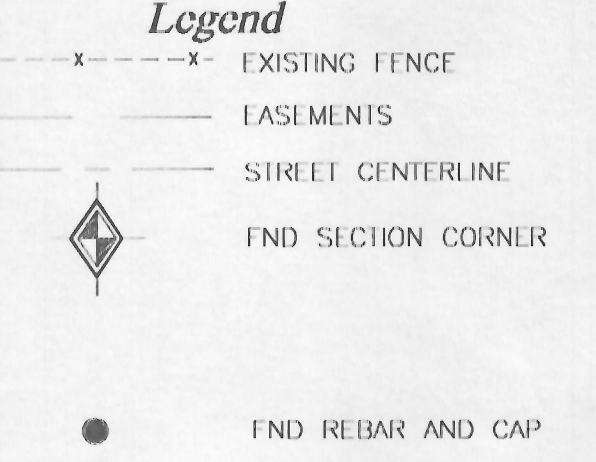 Legend
x x EXISTING FENCE
EASEMENTS
STREET CENTERLINE
FND SECTION CORNER
FND REBAR AND CAP